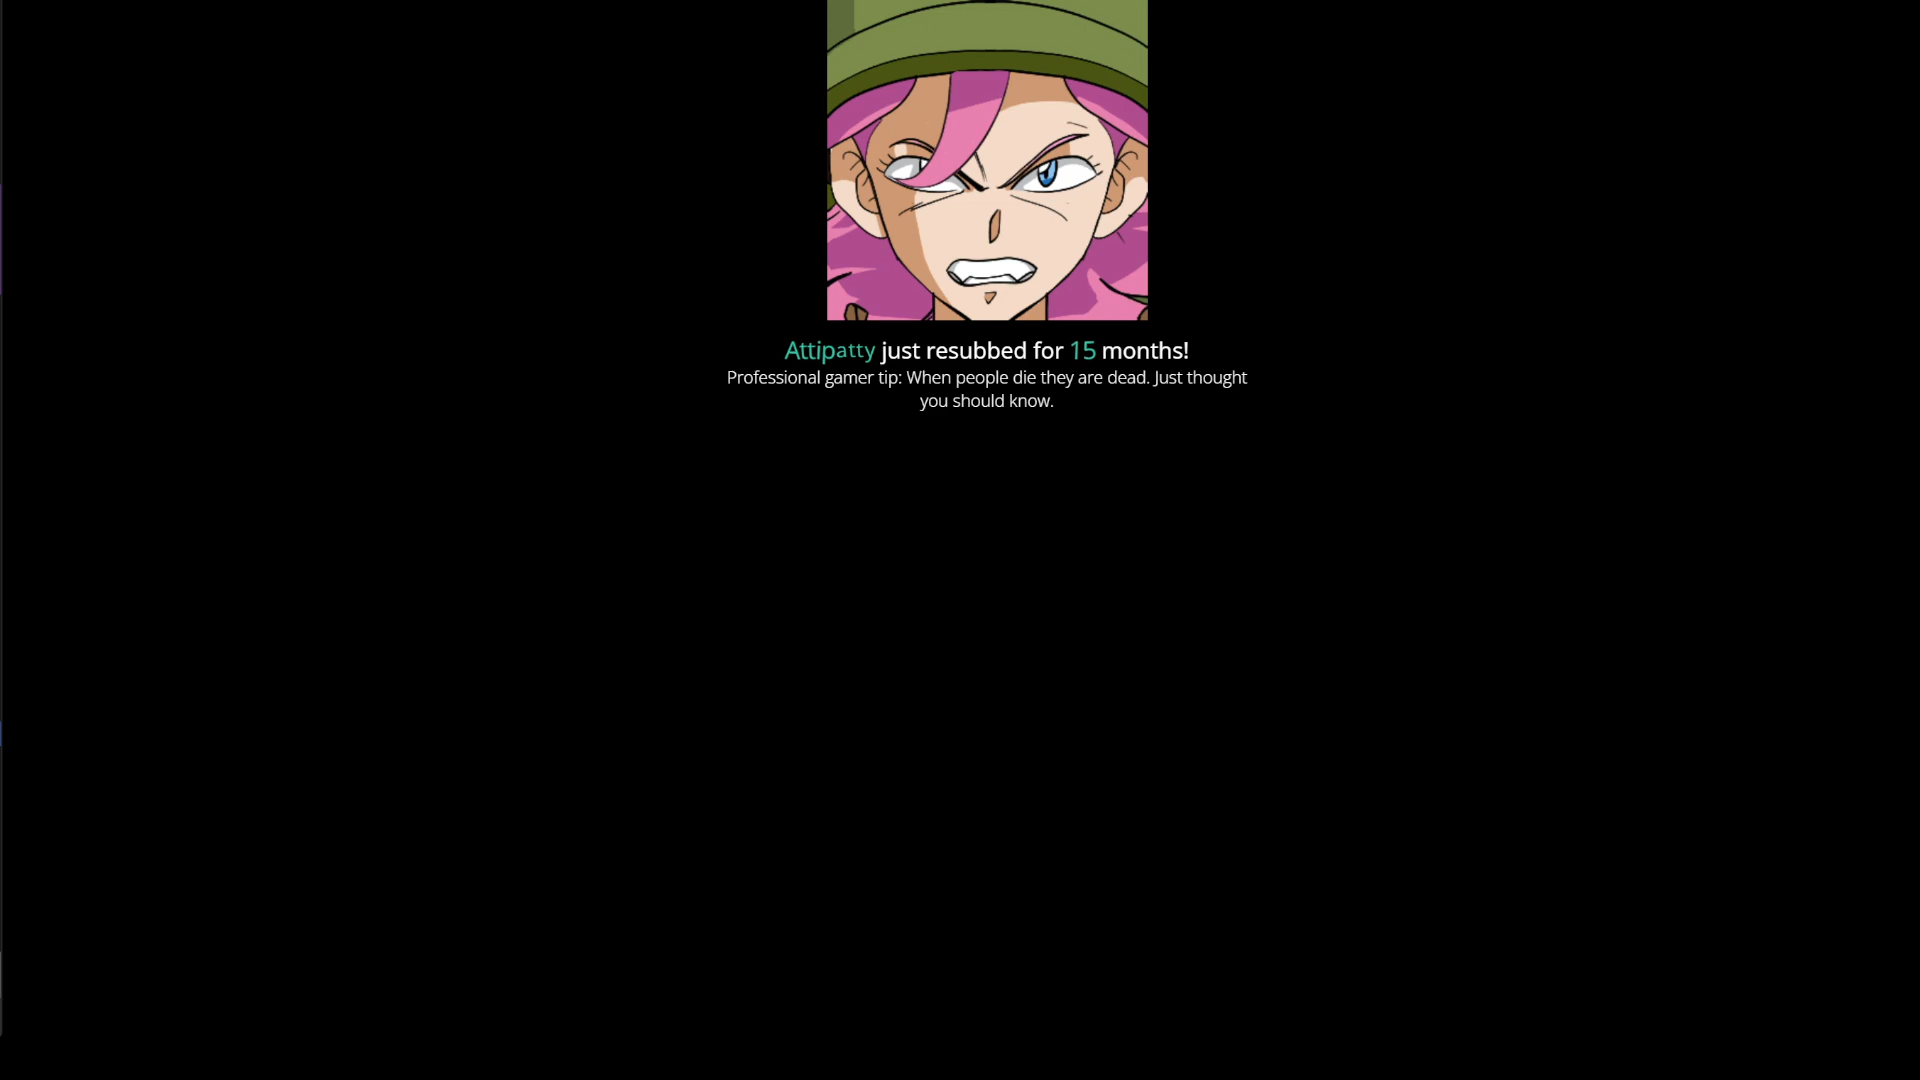 Attipatty just resubbed for 15 months!
Professional gamer tip: When people die they are dead. Just thought
you should know.